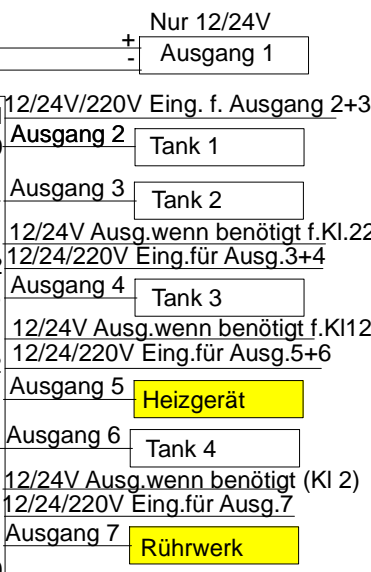 Nur 12/24V
+
-
Ausgang 1
12/24V/220V Eing. f. Ausgang 2+3
Ausgang 2
Tank 1
Ausgang 3
Tank 2
12/24V Ausg.wenn benötigt f.Kl.22
12/24/220V Eing.für Ausg.3+4
Ausgang 4
Tank 3
12/24V Ausg.wenn benötigt f.Kl12
12/24/220V Eing.für Ausg.5+6
Ausgang 5
Heizgerät
Ausgang 6
Tank 4
12/24V Ausg.wenn benötigt (Kl 2)
12/24/220V Eing.für Ausg.7
Ausgang 7
Rührwerk